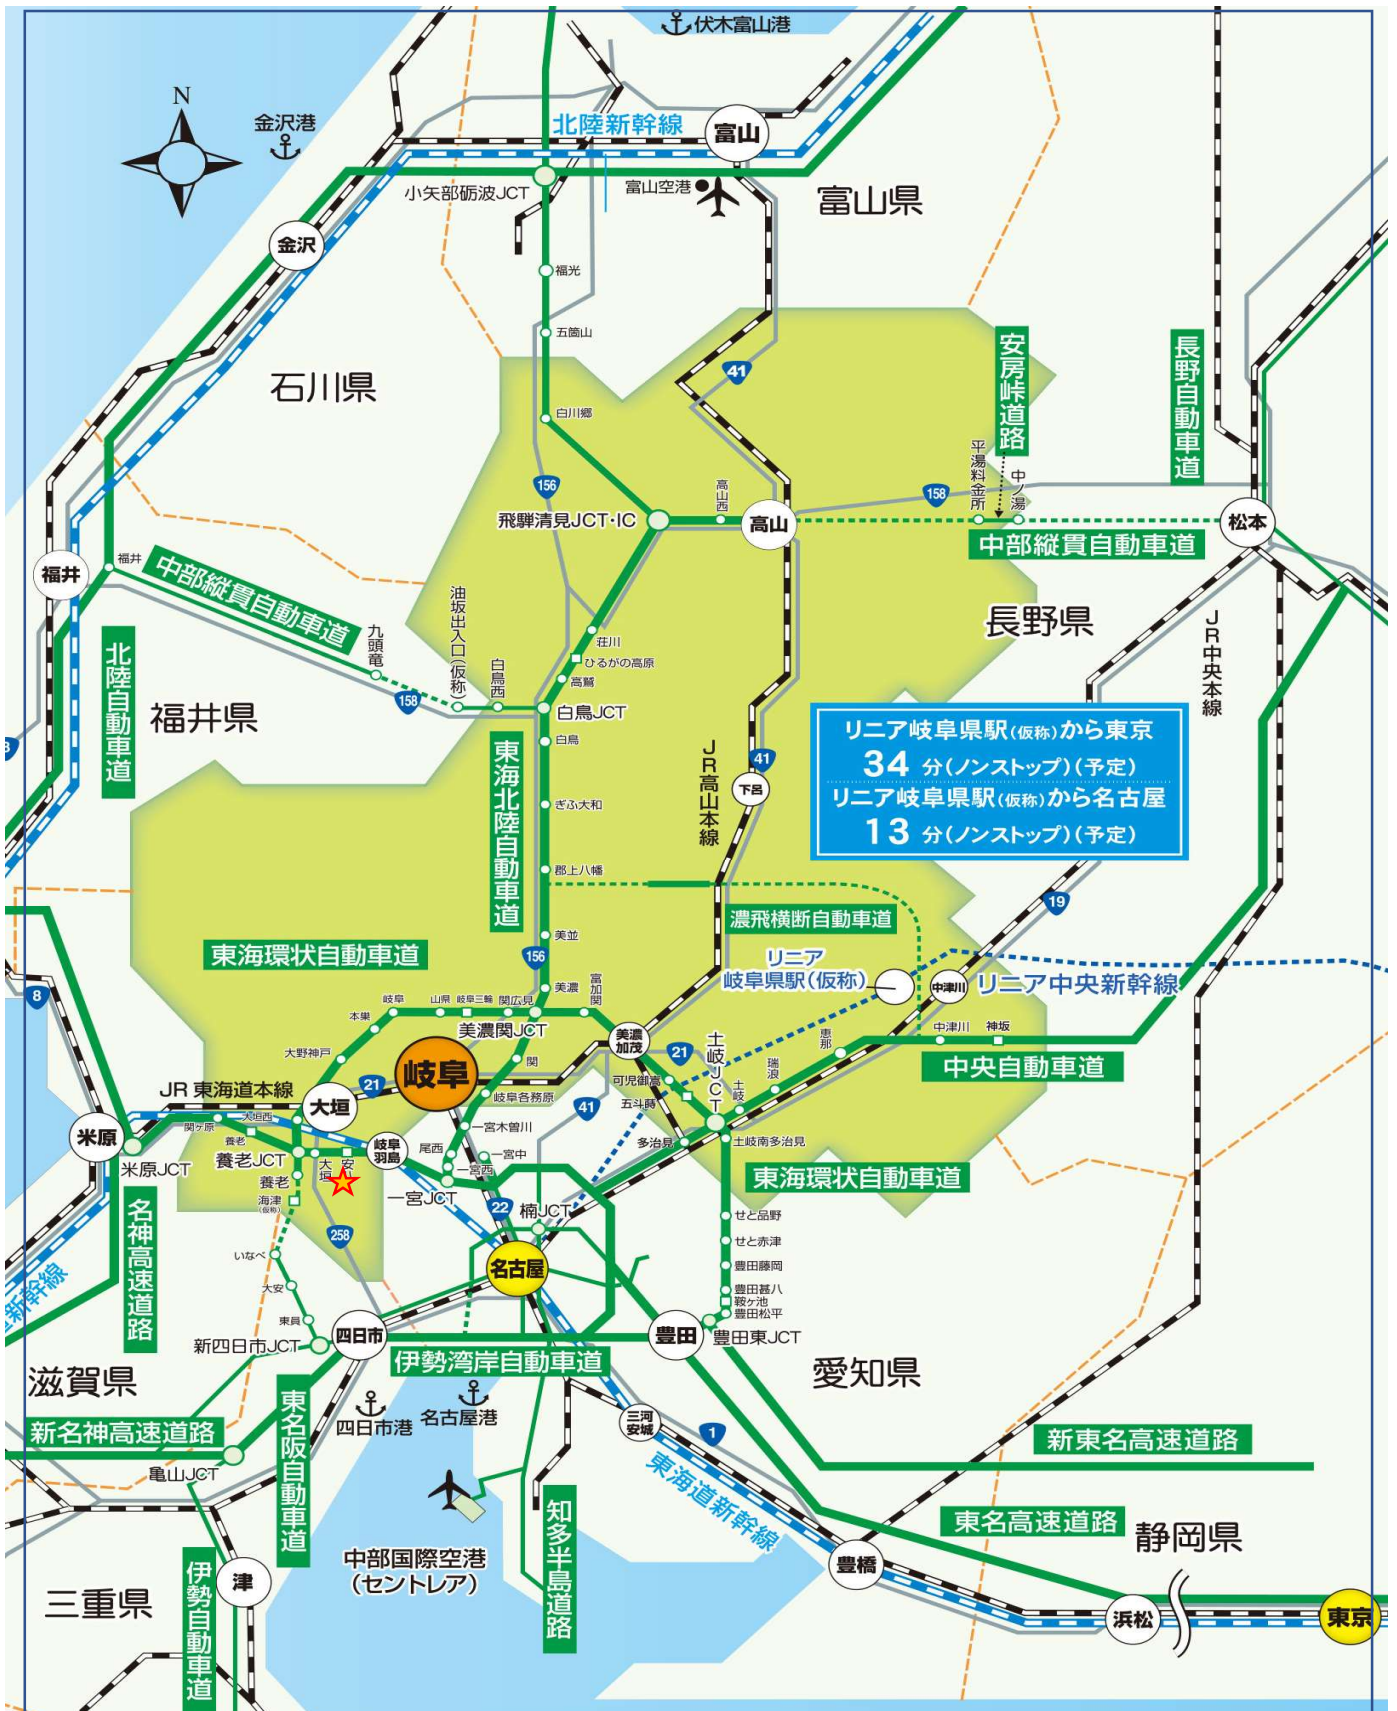 伏木富山港
N
金沢港
北陸新幹線
富山
小矢部砺波JCT
富山空港
富山県
金沢
福光
五箇山
石川県
41
安房峠道路
長野自動車道
白川郷
平湯料金所
中ノ湯
156
高山西
158
飛騨清見JCT・IC
高山
松本
中部縦貫自動車道
福井
福井
中部縦貫自動車道
九頭竜
油坂出入口(仮称)
白鳥西
荘川
ひるがの高原
高鷲
長野県
JR中央本線
北陸自動車道
158
福井県
白鳥JCT
白鳥
東海北陸自動車道
JR高山本線
41
下呂
リニア岐阜県駅(仮称)から東京
34 分(ノンストップ)(予定)
リニア岐阜県駅(仮称)から名古屋
13 分(ノンストップ)(予定)
ぎふ大和
郡上八幡
19
濃飛横断自動車道
東海環状自動車道
美並
156
リニア
岐阜県駅(仮称)
中津川
リニア中央新幹線
8
美濃
富加関
岐阜
山県
岐阜三輪
関広見
本巣
美濃関JCT
美濃加茂
土岐JCT
恵那
中津川
神坂
大野神戸
関
21
瑞浪
中央自動車道
岐阜
JR東海道本線
21
可児御嵩
五斗蒔
土岐
大垣
岐阜各務原
41
米原
関ヶ原
大垣西
養老
一宮木曽川
多治見
土岐南多治見
米原JCT
養老JCT
大垣
安
岐阜羽島
尾西
一宮中
一宮西
東海環状自動車道
養老
海津
(仮称)
一宮JCT
22
楠JCT
名神高速道路
せと品野
258
せと赤津
いなべ
名古屋
豊田藤岡
新幹線
大安
豊田勘八
鞍ヶ池
豊田松平
東員
新四日市JCT
四日市
豊田
豊田東JCT
伊勢湾岸自動車道
滋賀県
愛知県
東名阪自動車道
四日市港
名古屋港
三河安城
1
新名神高速道路
新東名高速道路
亀山JCT
東海道新幹線
知多半島道路
東名高速道路
静岡県
中部国際空港
(セントレア)
豊橋
三重県
伊勢自動車道
津
浜松
東京